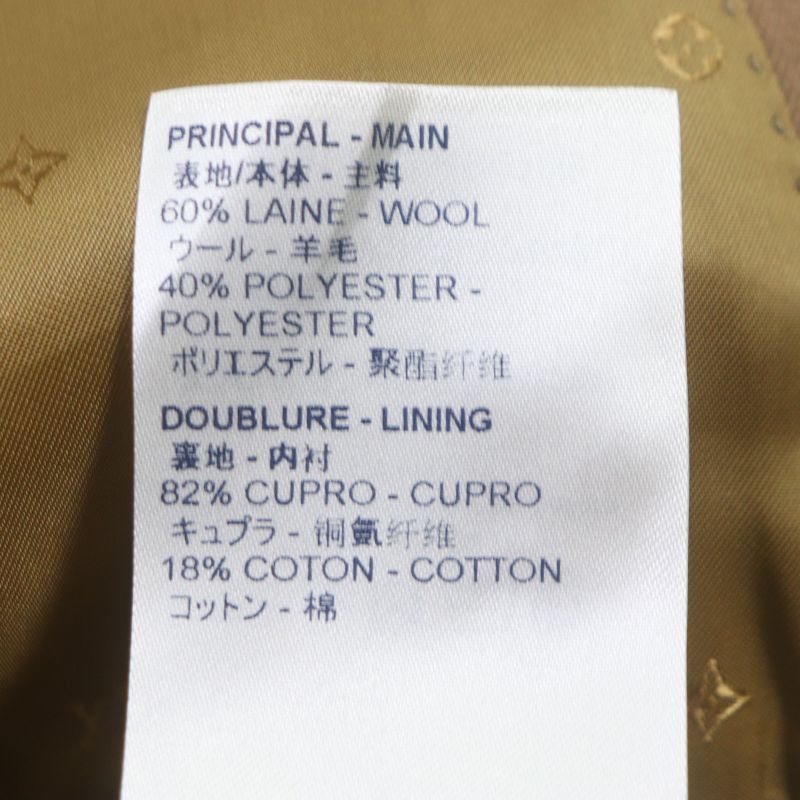 PRINCIPAL - MAIN
表地/本体 - 主料
60% LAINE - WOOL
ウール - 羊毛
40% POLYESTER -
POLYESTER
ポリエステル - 聚酯纤维
DOUBLURE - LINING
裏地 - 内衬
82% CUPRO - CUPRO
キュプラ - 铜氨纤维
18% COTON - COTTON
コットン - 棉